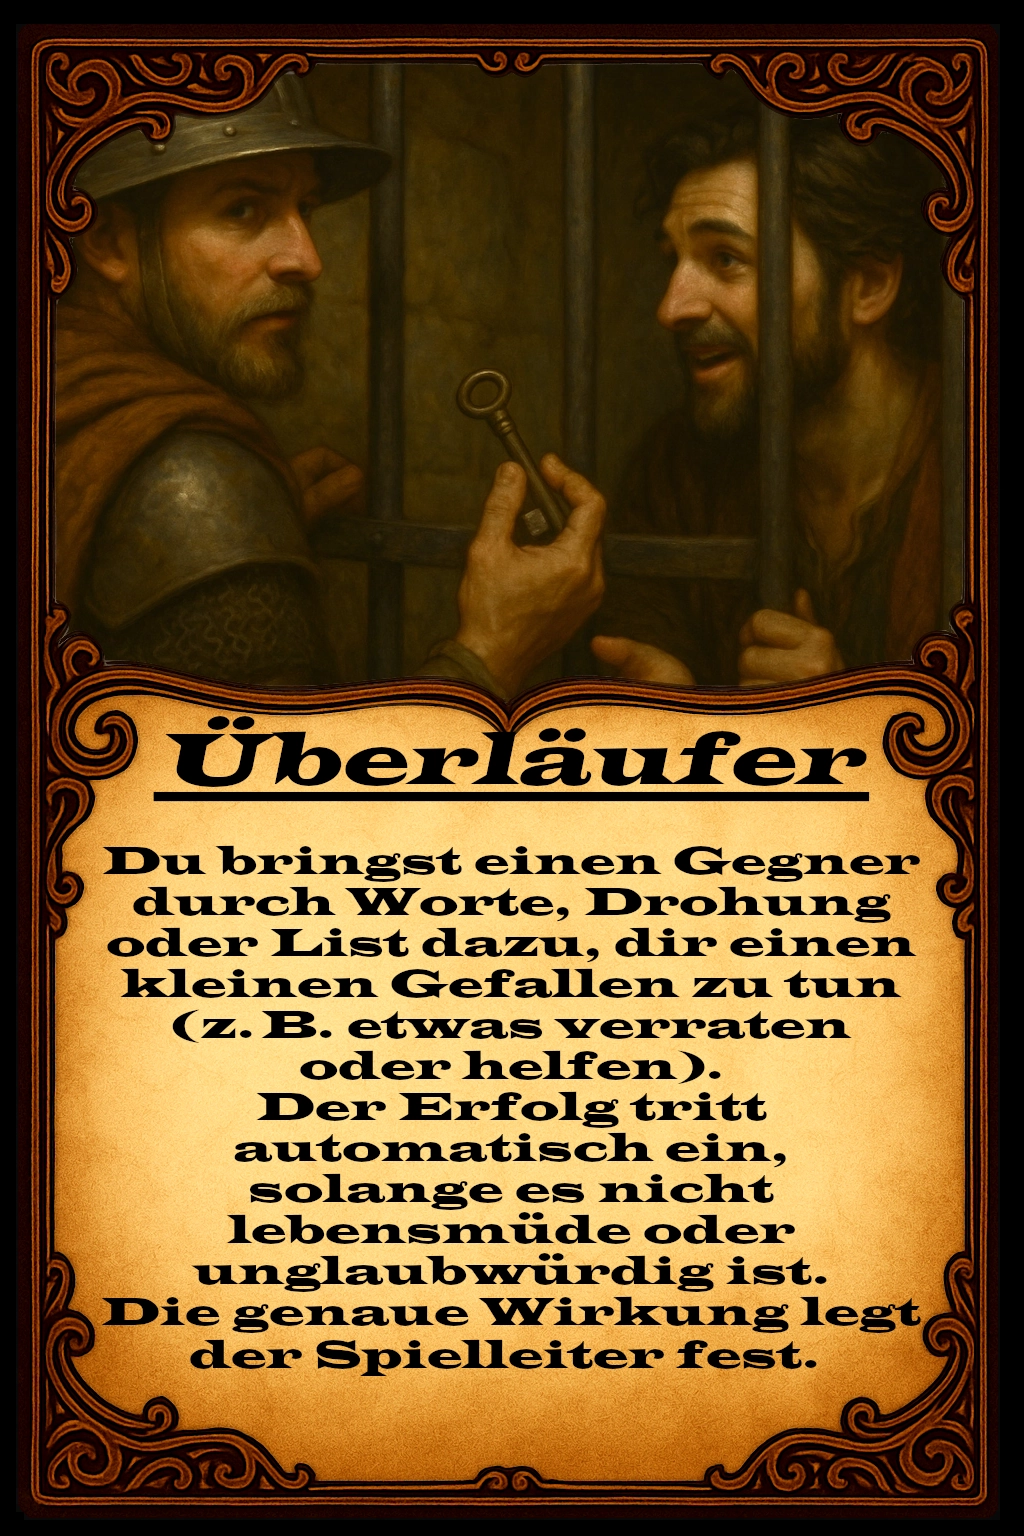 Überläufer
Du bringst einen Gegner
durch Worte, Drohung
oder List dazu, dir einen
kleinen Gefallen zu tun
(z. B. etwas verraten
oder helfen).
Der Erfolg tritt
automatisch ein,
solange es nicht
lebensmüde oder
unglaubwürdig ist.
Die genaue Wirkung legt
der Spielleiter fest.